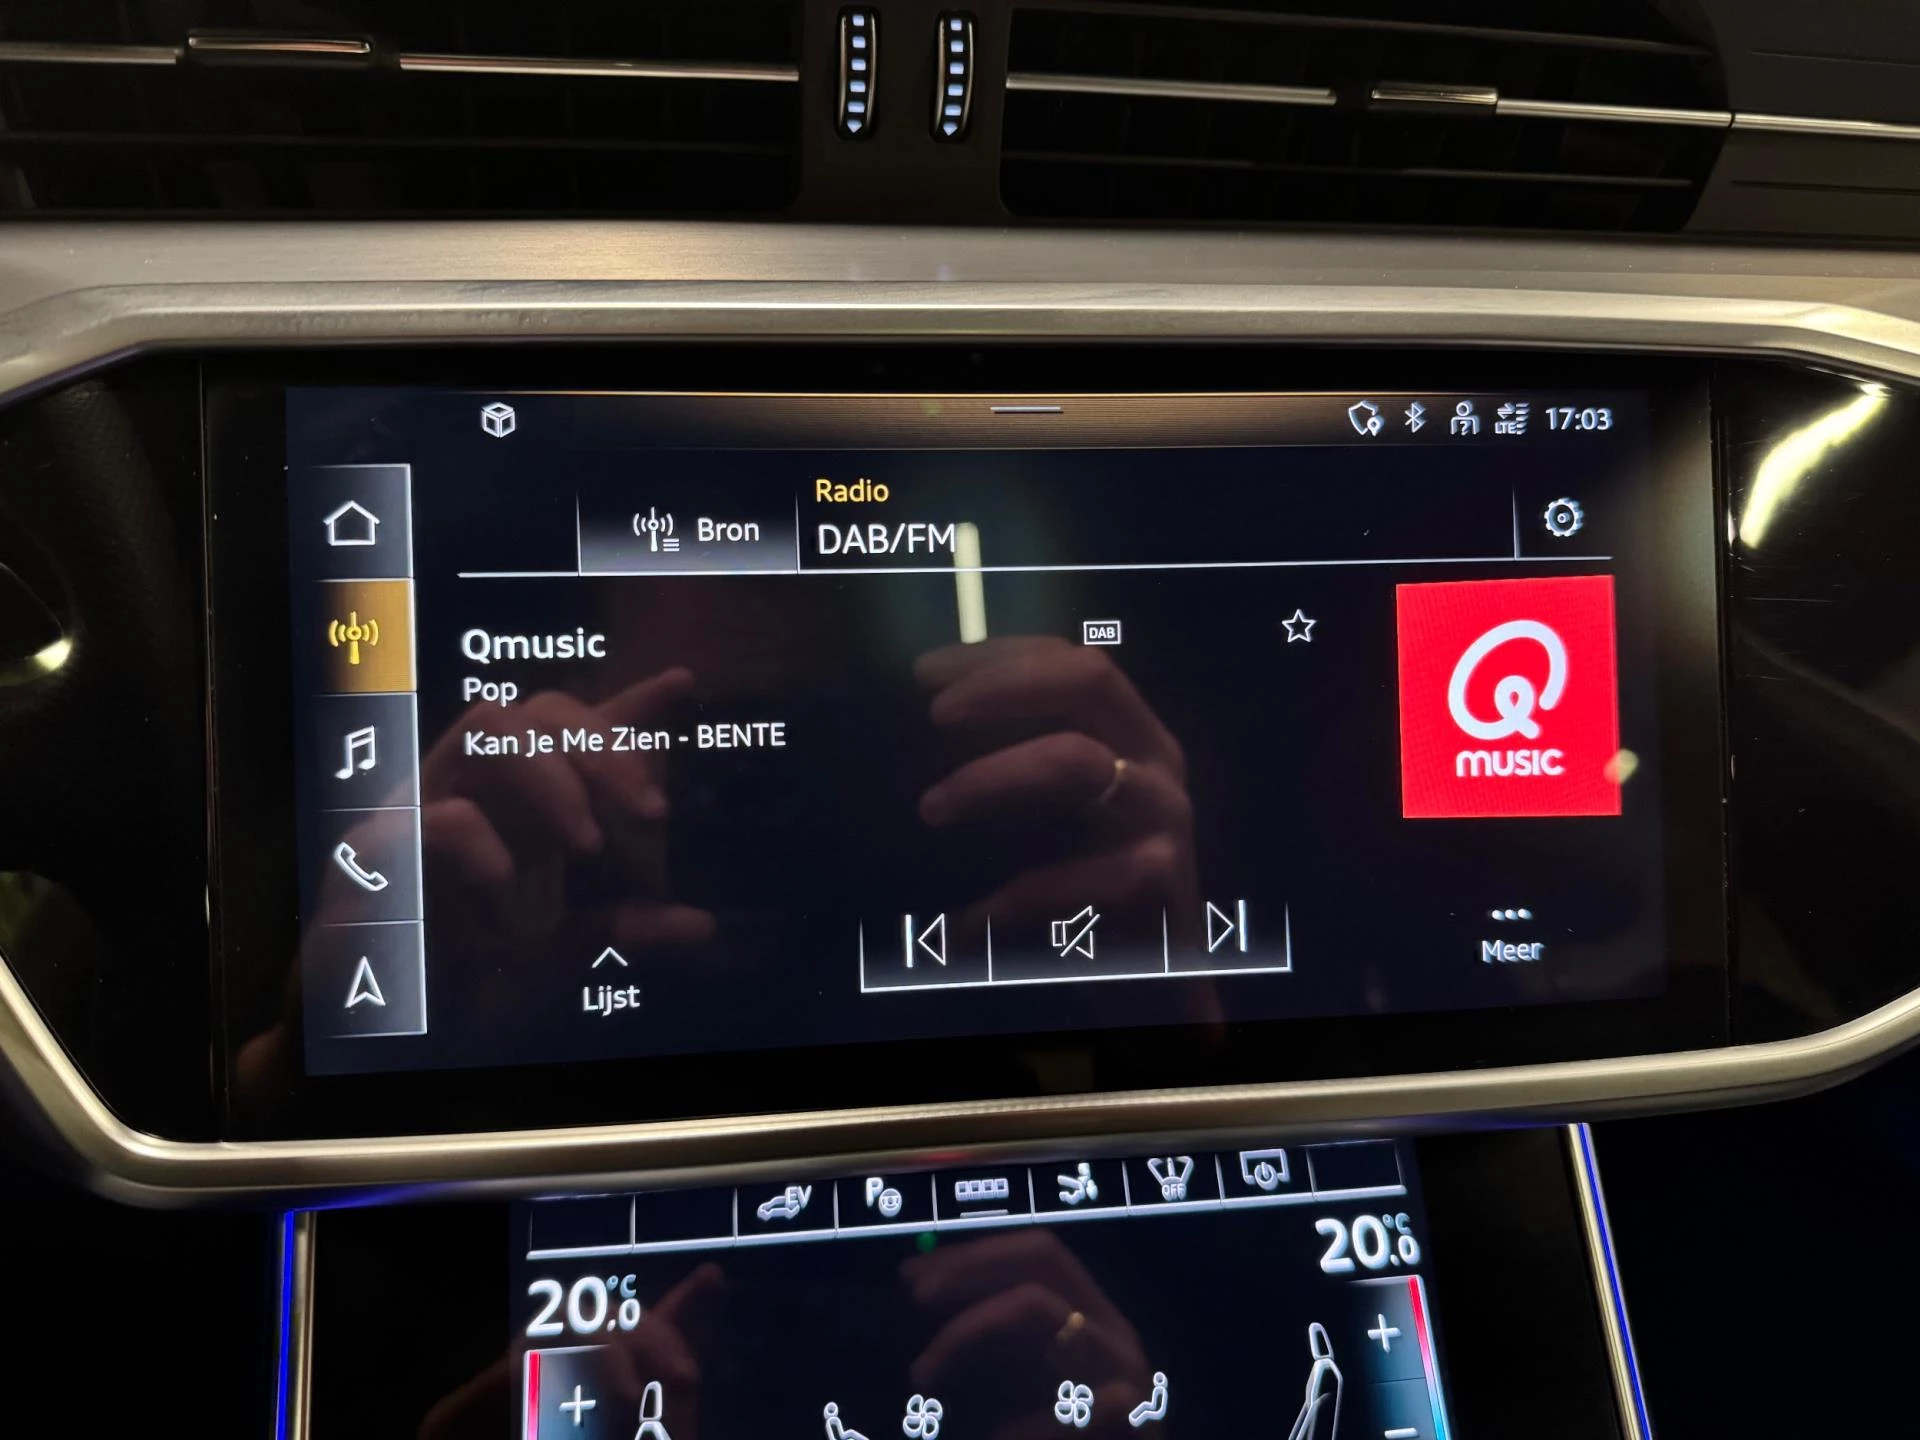 LTE 17:03
Radio
Bron DAB/FM
Qmusic
DAB
Pop
Kan Je Me Zien - BENTE
Q
MUSIC
Lijst
Meer
EV P OFF
20.0 °C
20.0 °C